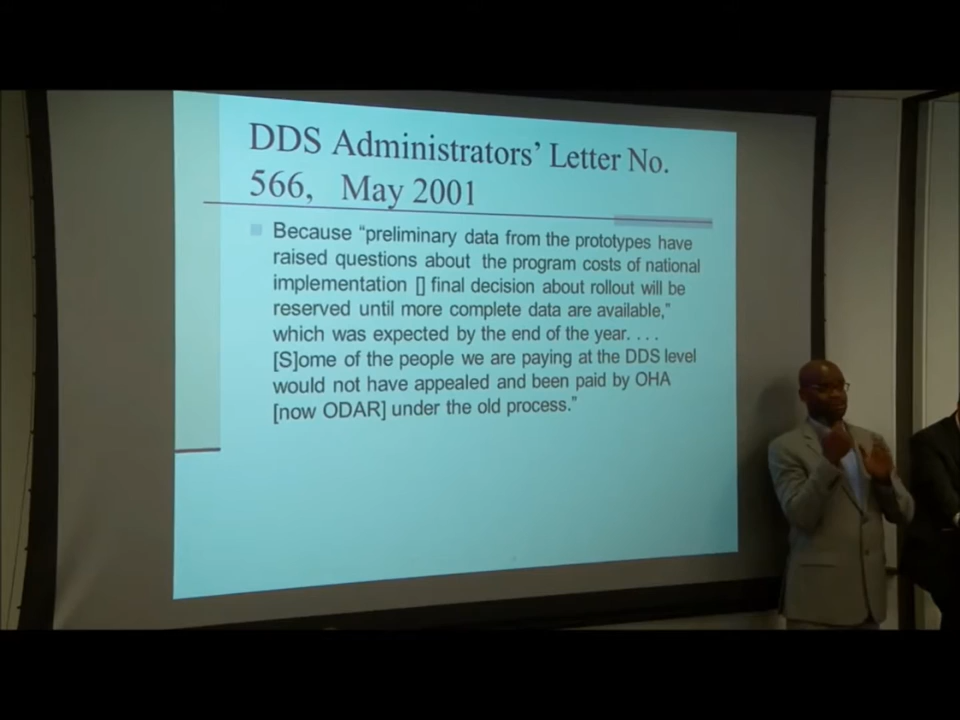 DDS Administrators' Letter No.
566, May 2001
Because "preliminary data from the prototypes have
raised questions about the program costs of national
implementation [] final decision about rollout will be
reserved until more complete data are available,"
which was expected by the end of the year. . . .
[S]ome of the people we are paying at the DDS level
would not have appealed and been paid by OHA
[now ODAR] under the old process."